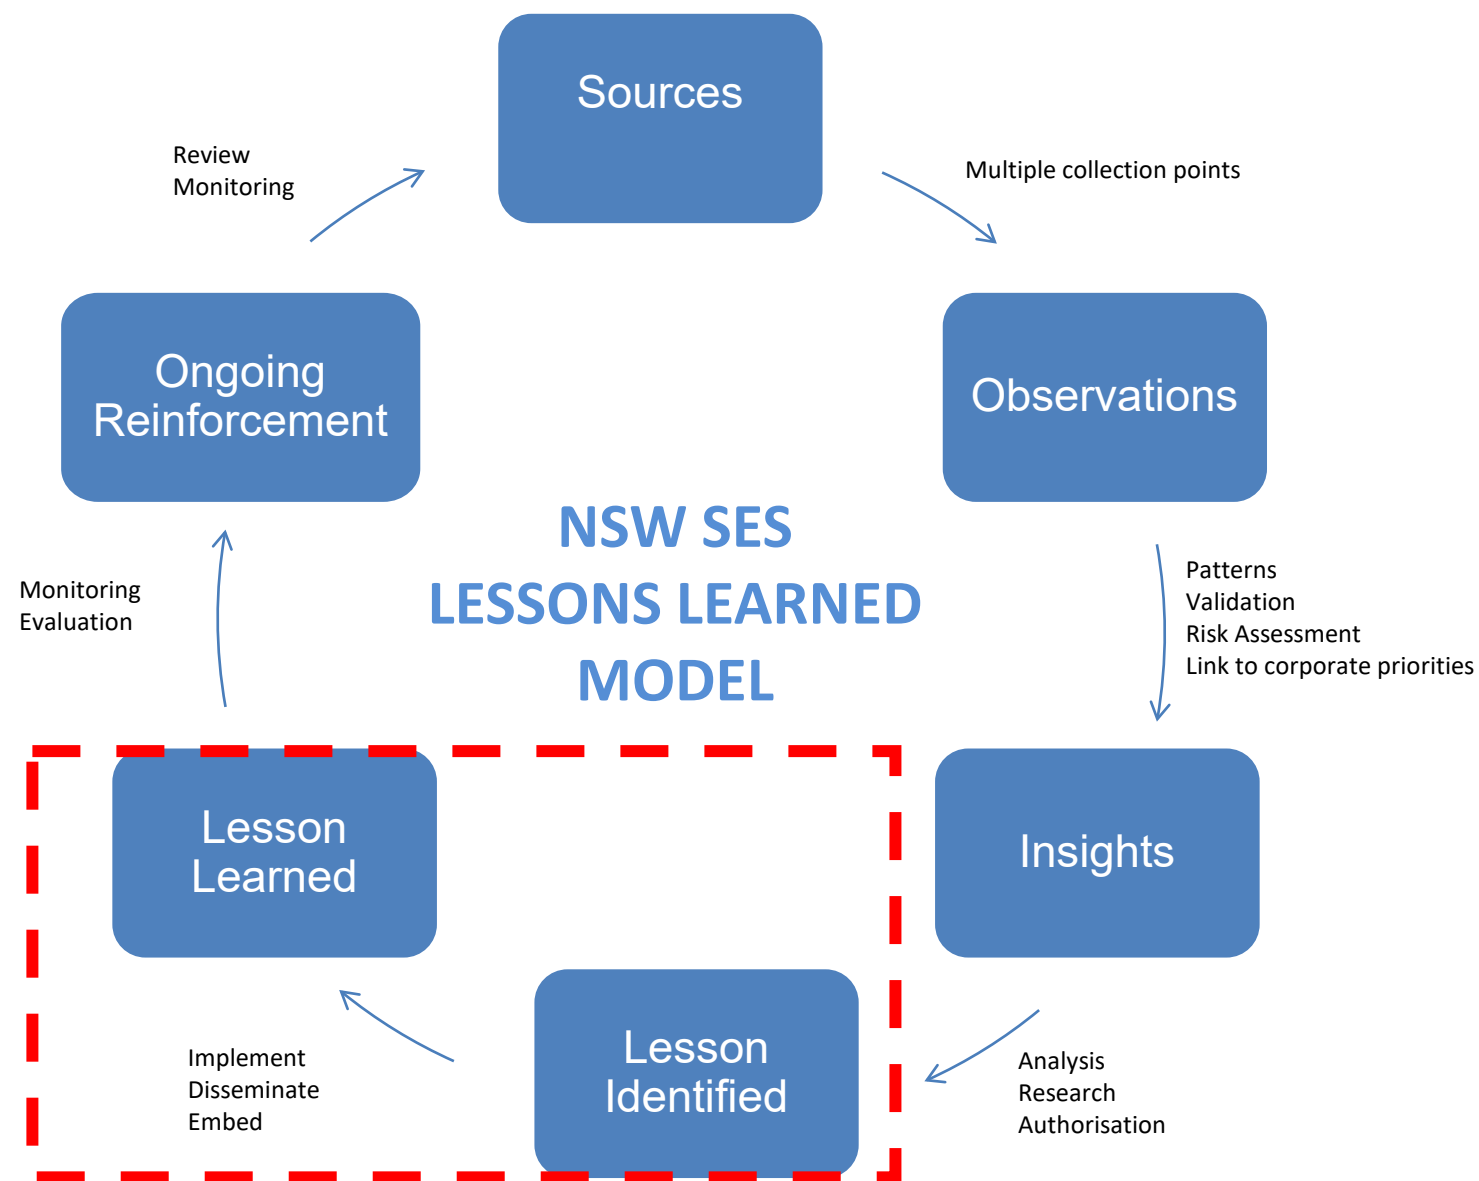 Sources
Multiple collection points
Observations
Patterns
Validation
Risk Assessment
Link to corporate priorities
Insights
Analysis
Research
Authorisation
Lesson
Identified
Implement
Disseminate
Embed
Lesson
Learned
Monitoring
Evaluation
Ongoing
Reinforcement
Review
Monitoring
NSW SES
LESSONS LEARNED
MODEL